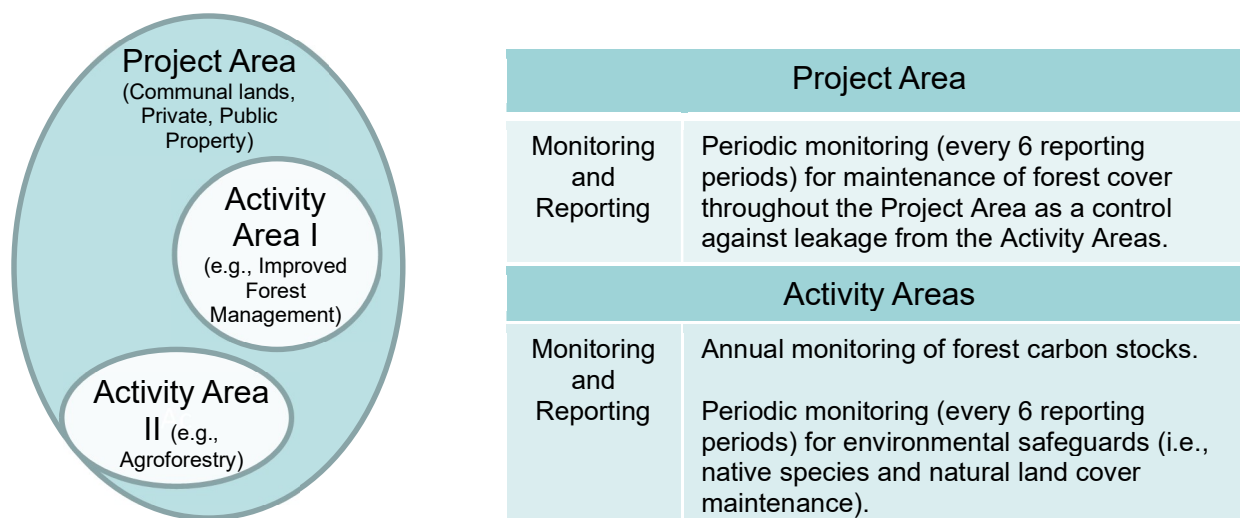 Project Area
(Communal lands,
Private, Public
Property)
Activity
Area I
(e.g., Improved
Forest
Management)
Activity Area
II (e.g.,
Agroforestry)
Project Area
Monitoring
and
Reporting
Periodic monitoring (every 6 reporting
periods) for maintenance of forest cover
throughout the Project Area as a control
against leakage from the Activity Areas.
Activity Areas
Monitoring
and
Reporting
Annual monitoring of forest carbon stocks.
Periodic monitoring (every 6 reporting
periods) for environmental safeguards (i.e.,
native species and natural land cover
maintenance).